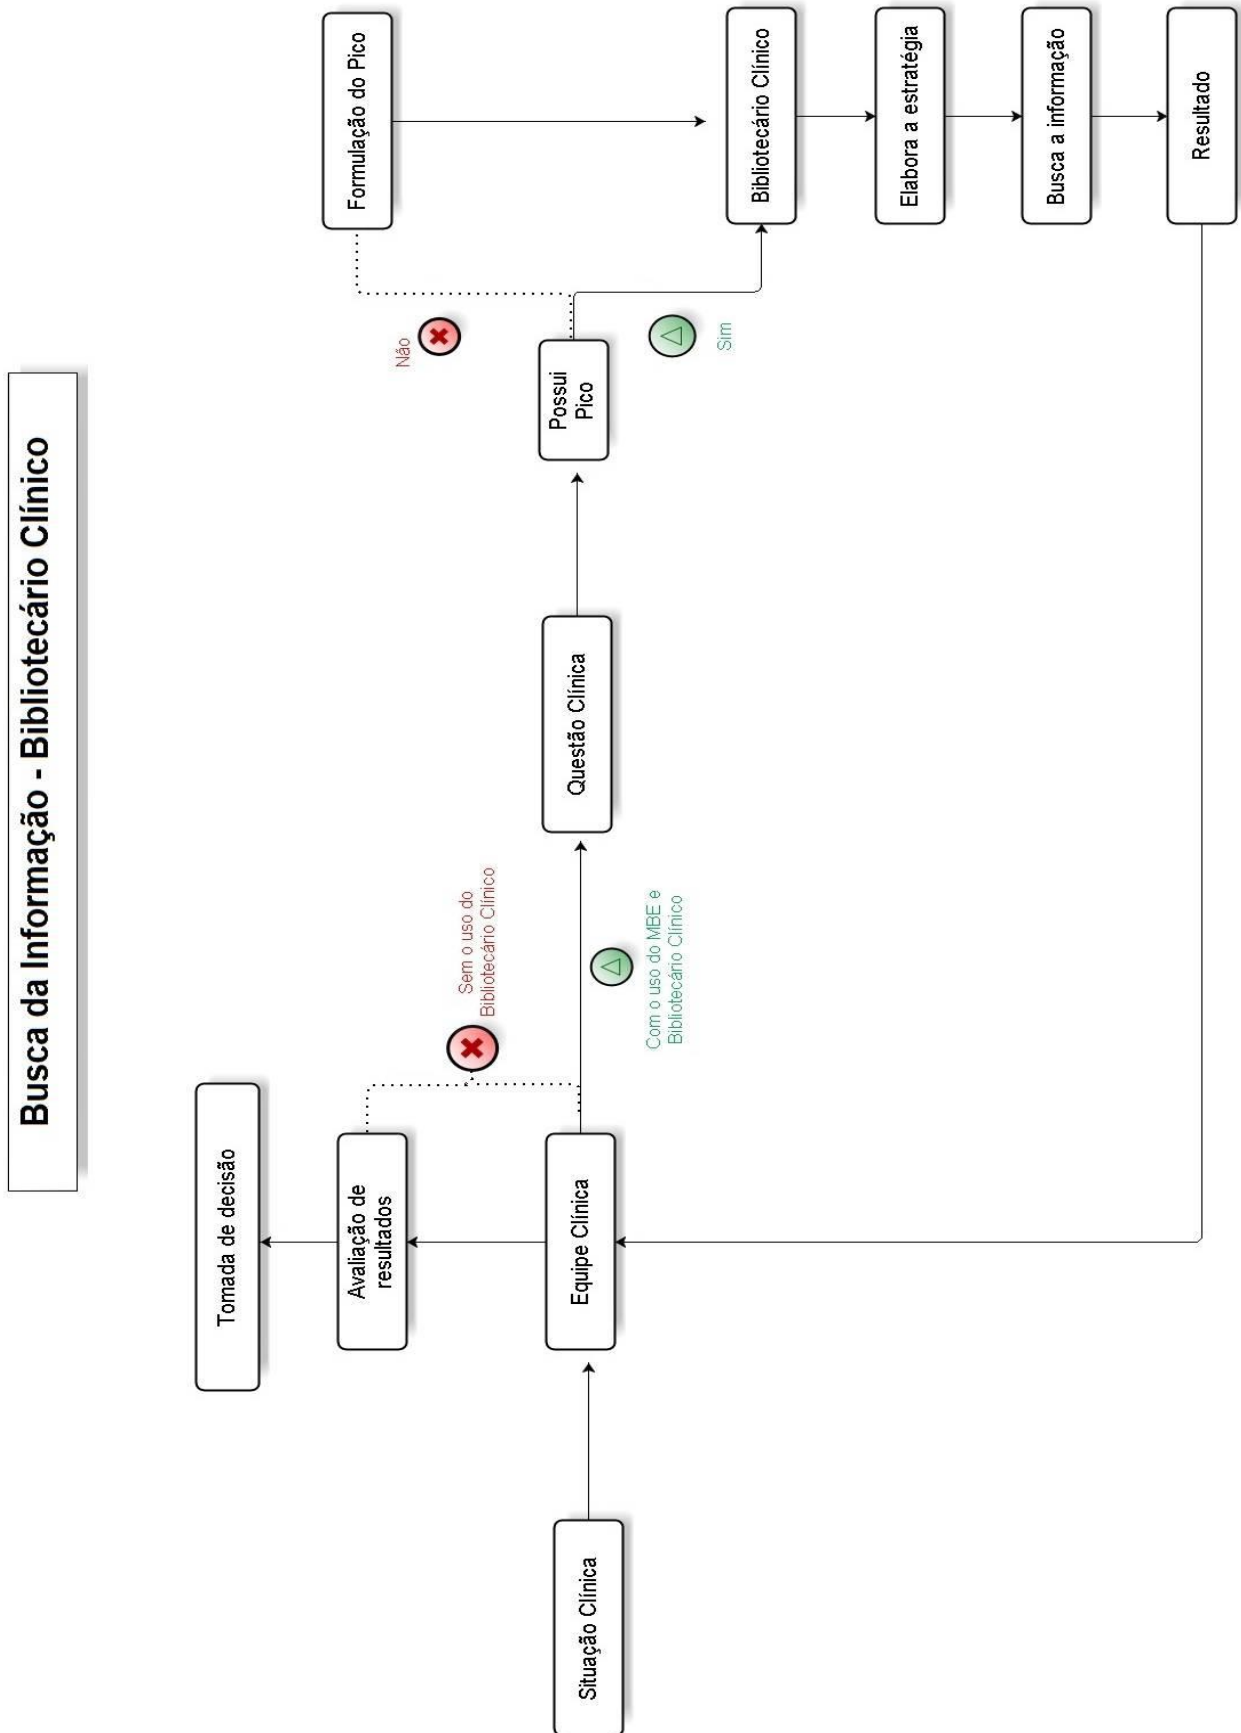 Busca da Informação - Bibliotecário Clínico
Tomada de decisão
Avaliação de
resultados
Formulação do Pico
Não
Sem o uso do
Bibliotecário Clínico
Situação Clínica
Equipe Clínica
Questão Clínica
Possui
Pico
Com o uso do MBE e
Bibliotecário Clínico
Sim
Bibliotecário Clínico
Elabora a estratégia
Busca a informação
Resultado